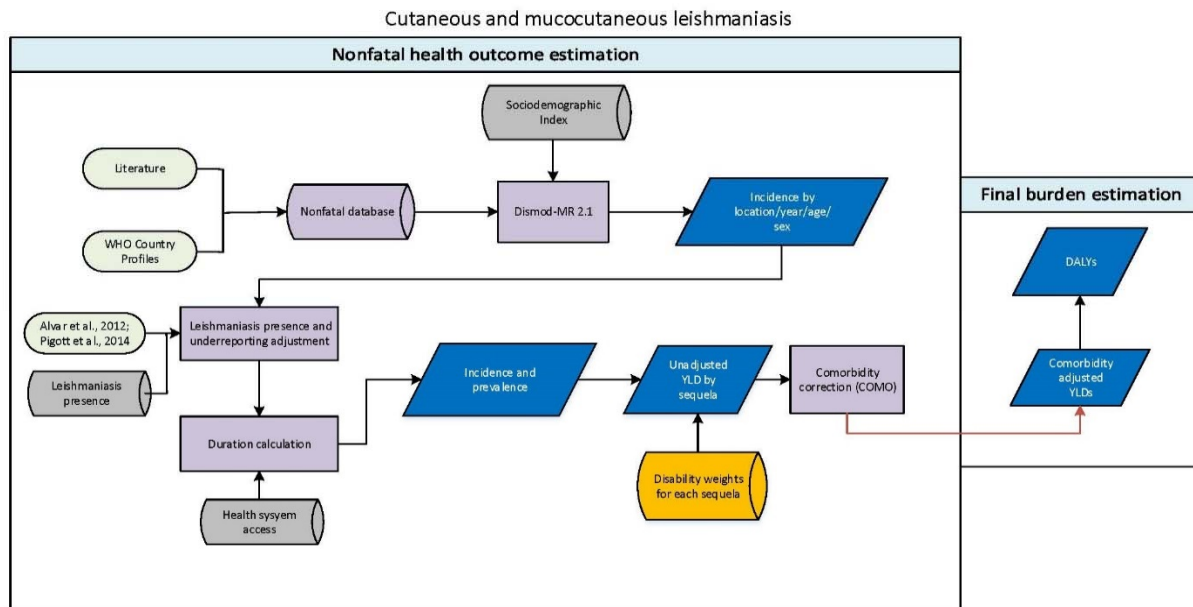 Cutaneous and mucocutaneous leishmaniasis
Nonfatal health outcome estimation
Sociodemographic
Index
Literature
WHO Country
Profiles
Nonfatal database
Dismod-MR 2.1
Incidence by
location/year/age/
sex
Alvar et al., 2012;
Pigott et al., 2014
Leishmaniasis presence and
underreporting adjustment
Leishmaniasis
presence
Duration calculation
Health sysyem
access
Incidence and
prevalence
Unadjusted
YLD by
sequela
Disability weights
for each sequela
Comorbidity
correction (COMO)
Final burden estimation
DALYs
Comorbidity
adjusted
YLDs